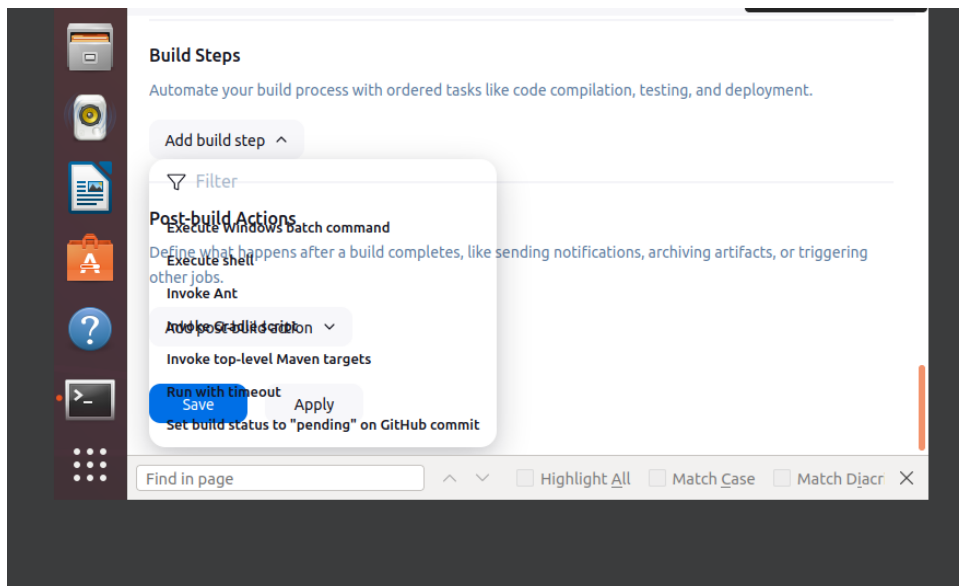 Build Steps
Automate your build process with ordered tasks like code compilation, testing, and deployment.
Add build step
Filter
Post-build Actions
Execute Windows batch command
Define what happens after a build completes, like sending notifications, archiving artifacts, or triggering
Execute shell
other jobs.
Invoke Ant
Add post-build action
Invoke Gradle script
Invoke top-level Maven targets
Run with timeout
Save
Apply
Set build status to "pending" on GitHub commit
Find in page
Highlight All
Match Case
Match Diacr